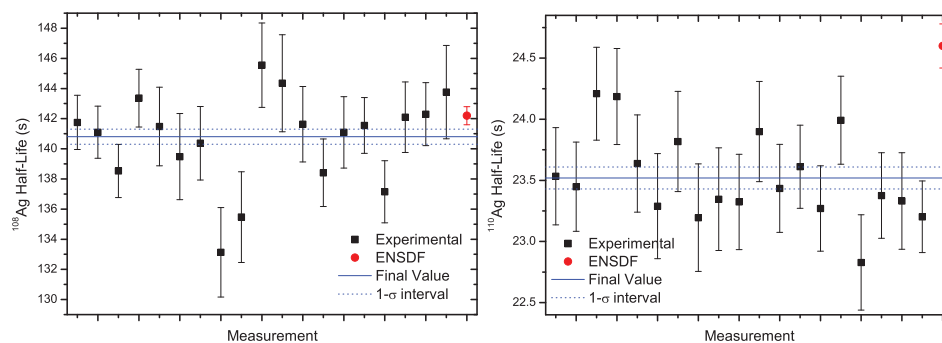 148
146
144
142
140
138
136
134
132
130
¹⁰⁸Ag Half-Life (s)
Experimental
ENSDF
Final Value
1-σ interval
Measurement
24.5
24.0
23.5
23.0
22.5
¹¹⁰Ag Half-Life (s)
Experimental
ENSDF
Final Value
1-σ interval
Measurement